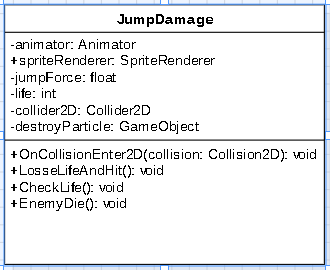 JumpDamage
-animator: Animator
+spriteRenderer: SpriteRenderer
-jumpForce: float
-life: int
-collider2D: Collider2D
-destroyParticle: GameObject
+OnCollisionEnter2D(collision: Collision2D): void
+LosseLifeAndHit(): void
+CheckLife(): void
+EnemyDie(): void